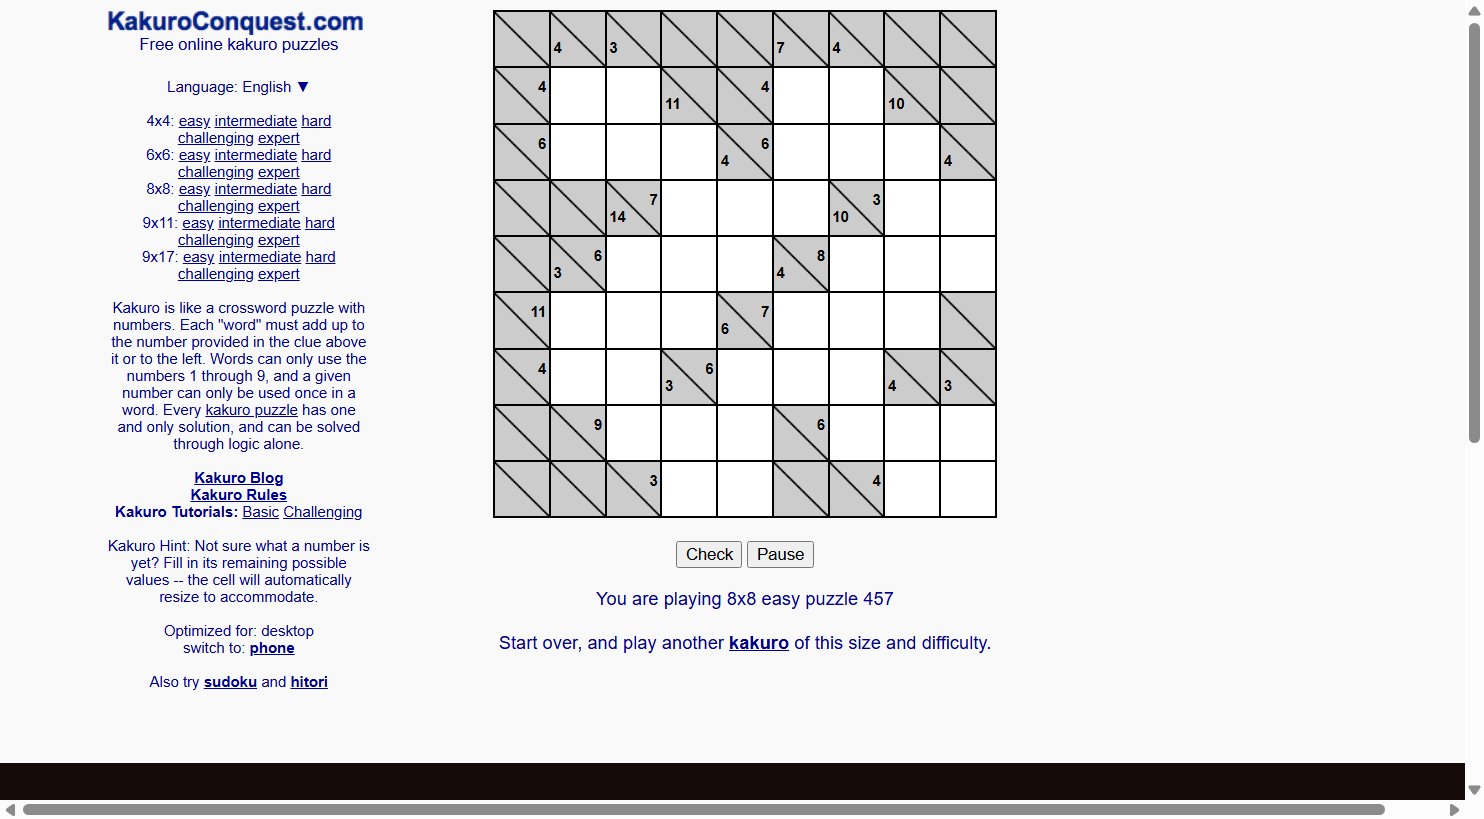 KakuroConquest.com
Free online kakuro puzzles
Language: English ▼
4x4: easy intermediate hard
challenging expert
6x6: easy intermediate hard
challenging expert
8x8: easy intermediate hard
challenging expert
9x11: easy intermediate hard
challenging expert
9x17: easy intermediate hard
challenging expert
Kakuro is like a crossword puzzle with
numbers. Each "word" must add up to
the number provided in the clue above
it or to the left. Words can only use the
numbers 1 through 9, and a given
number can only be used once in a
word. Every kakuro puzzle has one
and only solution, and can be solved
through logic alone.
Kakuro Blog
Kakuro Rules
Kakuro Tutorials: Basic Challenging
Kakuro Hint: Not sure what a number is
yet? Fill in its remaining possible
values -- the cell will automatically
resize to accommodate.
Optimized for: desktop
switch to: phone
Also try sudoku and hitori
4 3 7 4
4 11 4 10
6 4 6 4
14 7 10 3
3 6 4 8
11 6 7
4 3 6 4 3
9 6
3 4
Check Pause
You are playing 8x8 easy puzzle 457
Start over, and play another kakuro of this size and difficulty.